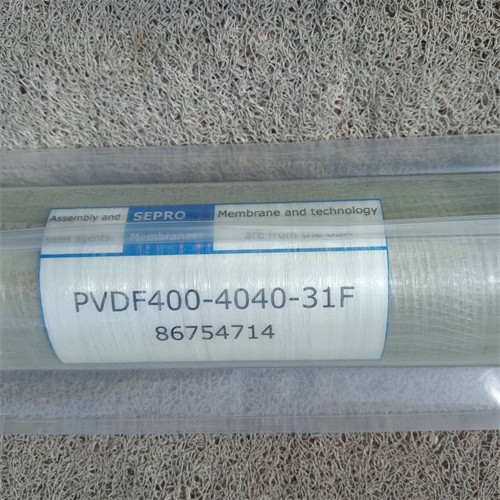 Assembly and SEPRO Membrane and technology
sales agents. Membranes are from the USA
PVDF400-4040-31F
86754714